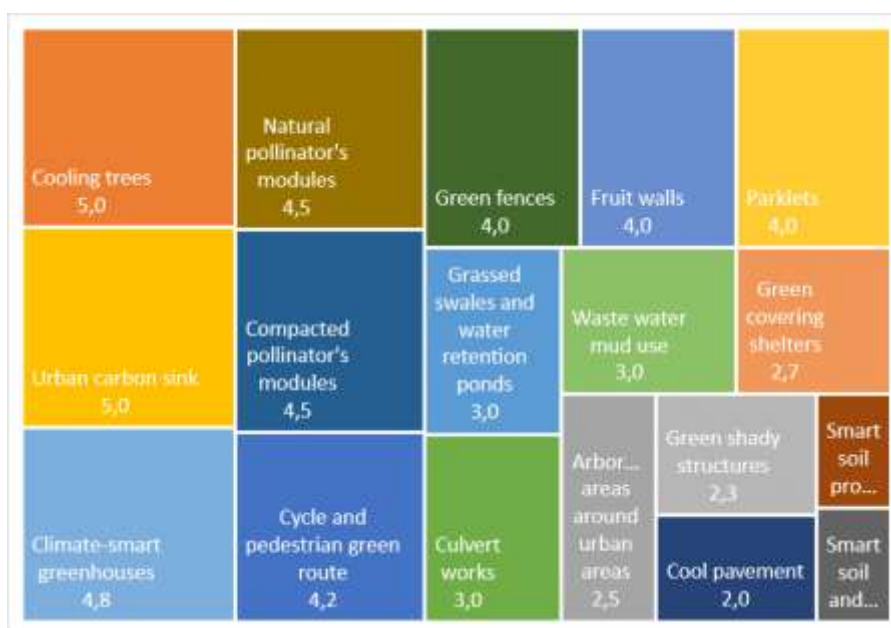 Cooling trees
5,0
Natural
pollinator's
modules
4,5
Green fences
4,0
Fruit walls
4,0
Parklets
4,0
Urban carbon sink
5,0
Compacted
pollinator's
modules
4,5
Grassed
swales and
water
retention
ponds
3,0
Waste water
mud use
3,0
Green
covering
shelters
2,7
Climate-smart
greenhouses
4,8
Cycle and
pedestrian green
route
4,2
Culvert
works
3,0
Arbor...
areas
around
urban
areas
2,5
Green shady
structures
2,3
Smart
soil
pro...
Cool pavement
2,0
Smart
soil
and...